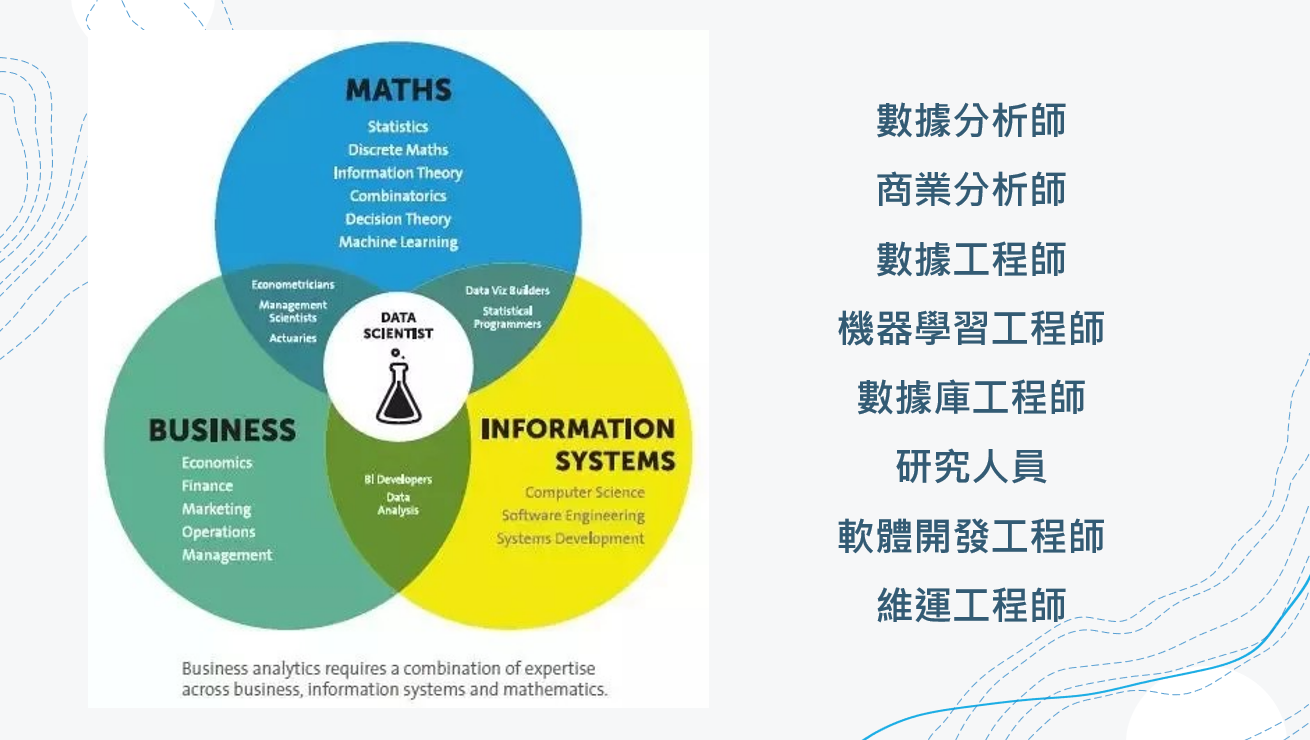 MATHS
Statistics
Discrete Maths
Information Theory
Combinatorics
Decision Theory
Machine Learning
Econometricians
Management
Scientists
Actuaries
Data Viz Builders
Statistical
Programmers
DATA
SCIENTIST
BUSINESS
Economics
Finance
Marketing
Operations
Management
BI Developers
Data
Analysis
INFORMATION
SYSTEMS
Computer Science
Software Engineering
Systems Development
Business analytics requires a combination of expertise
across business, information systems and mathematics.
數據分析師
商業分析師
數據工程師
機器學習工程師
數據庫工程師
研究人員
軟體開發工程師
維運工程師